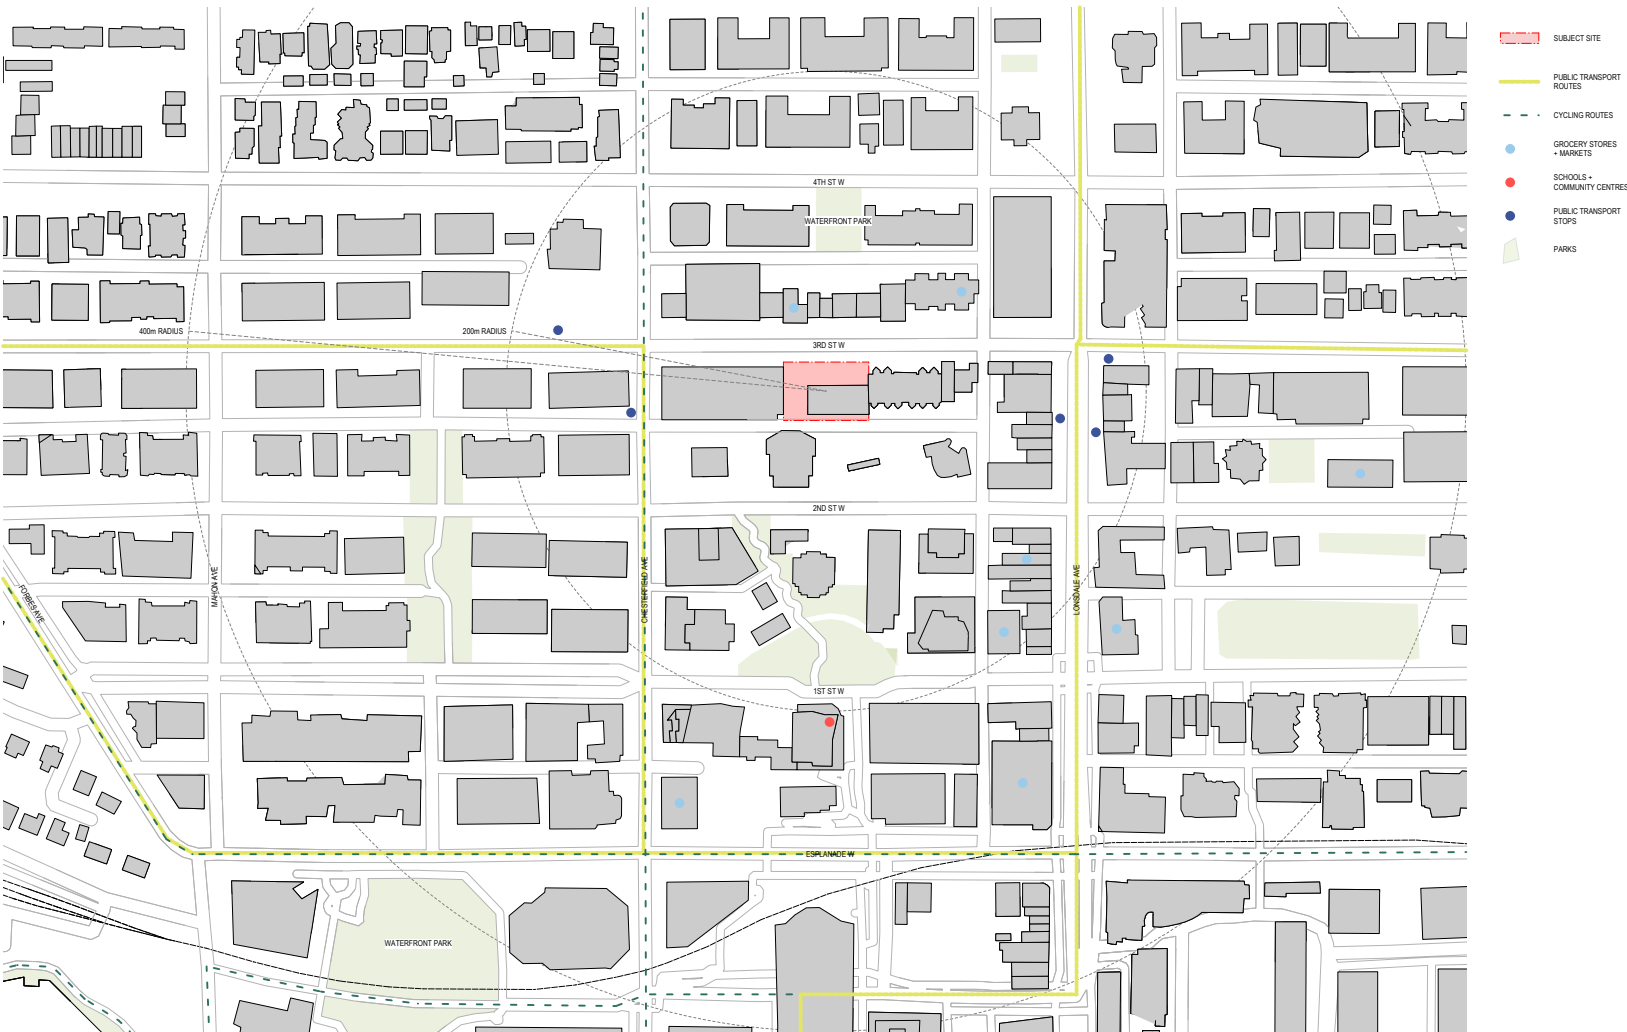 SUBJECT SITE
PUBLIC TRANSPORT
ROUTES
CYCLING ROUTES
GROCERY STORES
+ MARKETS
SCHOOLS +
COMMUNITY CENTRES
PUBLIC TRANSPORT
STOPS
PARKS
4TH ST W
WATERFRONT PARK
400m RADIUS
200m RADIUS
3RD ST W
2ND ST W
FORBES AVE
MAHON AVE
CHESTERFIELD AVE
LONSDALE AVE
1ST ST W
ESPLANADE W
WATERFRONT PARK